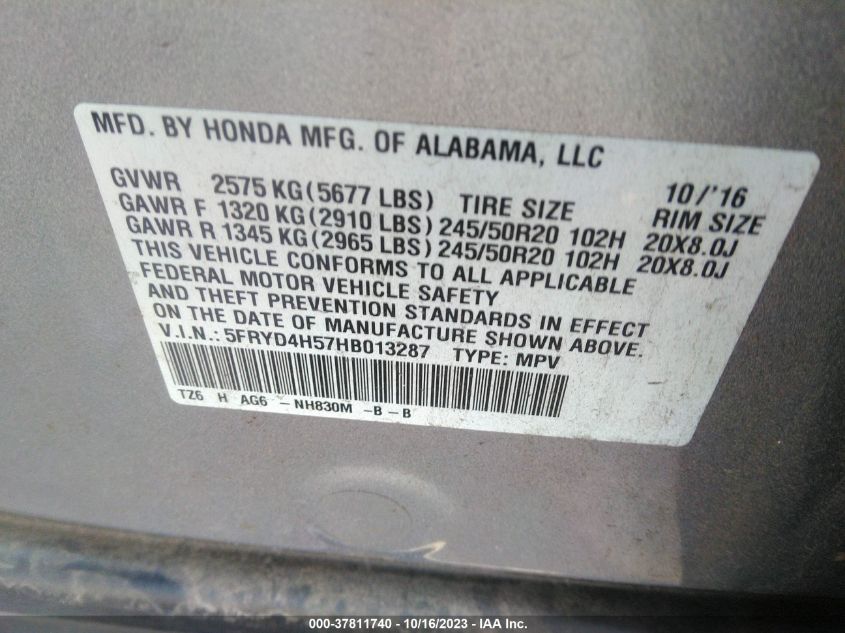 MFD. BY HONDA MFG. OF ALABAMA, LLC
10/'16
GVWR 2575 KG(5677 LBS) TIRE SIZE RIM SIZE
GAWR F 1320 KG(2910 LBS) 245/50R20 102H 20X8.0J
GAWR R 1345 KG(2965 LBS) 245/50R20 102H 20X8.0J
THIS VEHICLE CONFORMS TO ALL APPLICABLE
FEDERAL MOTOR VEHICLE SAFETY
AND THEFT PREVENTION STANDARDS IN EFFECT
ON THE DATE OF MANUFACTURE SHOWN ABOVE.
V.I.N.: 5FRYD4H57HB013287 TYPE: MPV
TZ6 H AG6 -NH830M -B-B
000-37811740 - 10/16/2023 - IAA Inc.